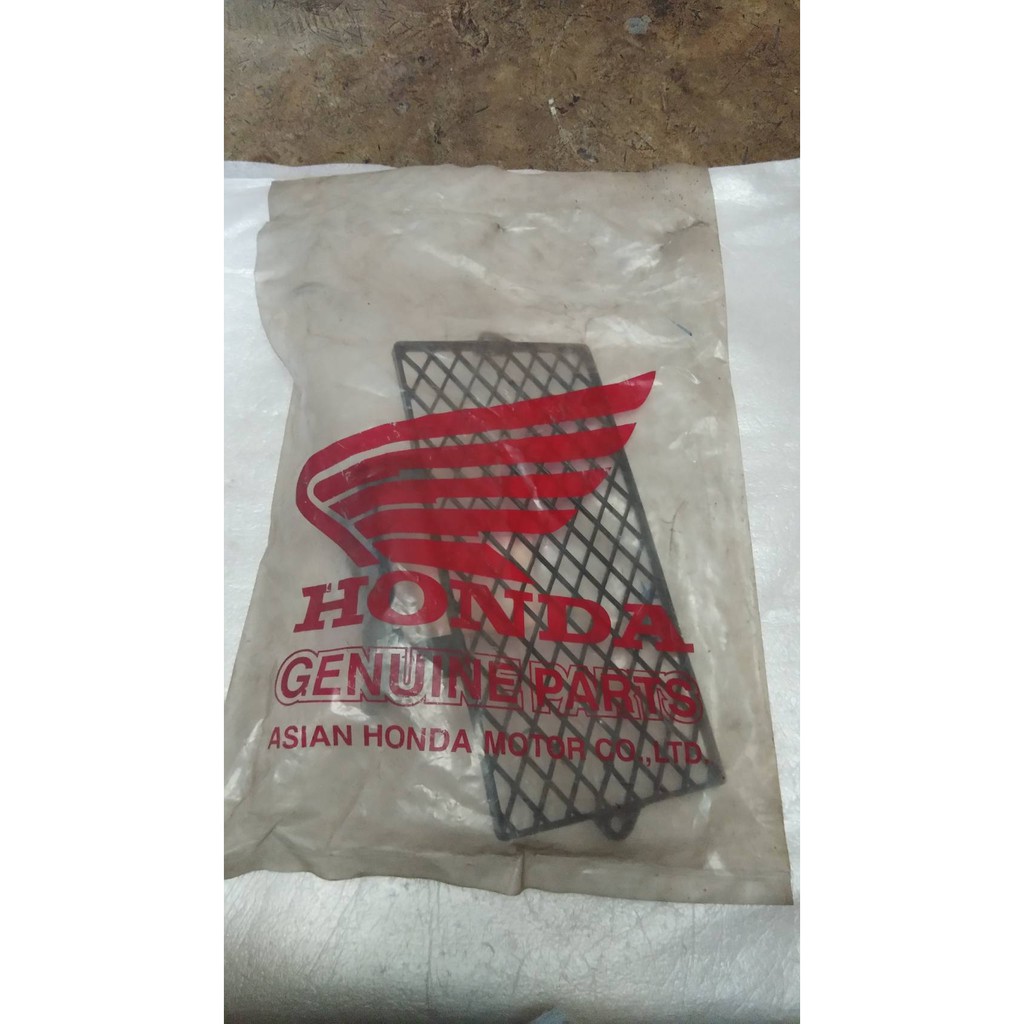 HONDA
GENUINE PARTS
ASIAN HONDA MOTOR CO.,LTD.